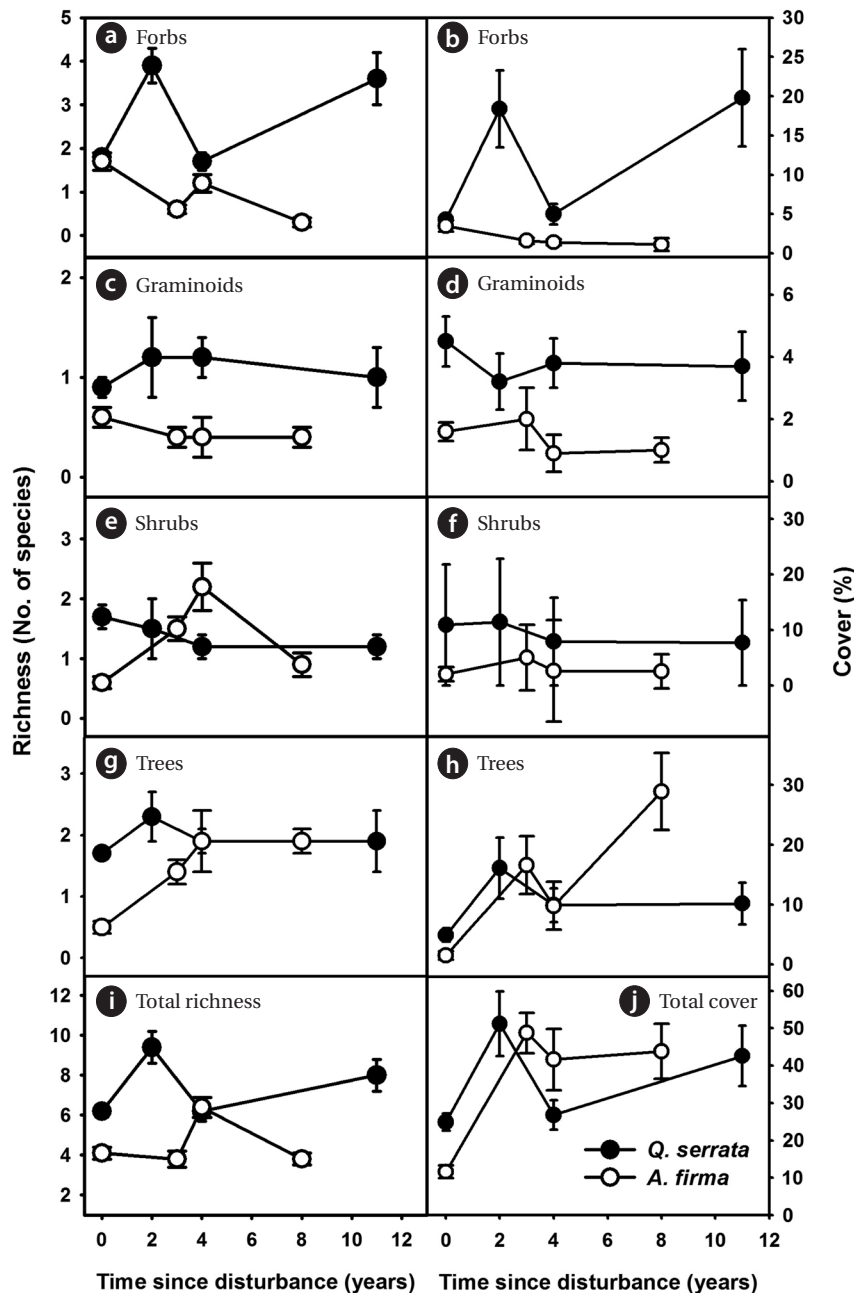 a Forbs
b Forbs
c Graminoids
d Graminoids
e Shrubs
f Shrubs
g Trees
h Trees
i Total richness
j Total cover
Q. serrata
A. firma
Richness (No. of species)
Cover (%)
5
4
3
2
1
0
30
25
20
15
10
5
0
2
1
0
6
4
2
0
3
2
1
0
30
20
10
0
3
2
1
0
30
20
10
0
12
10
8
6
4
2
60
50
40
30
20
10
0
0 2 4 6 8 10 12
0 2 4 6 8 10 12
Time since disturbance (years)
Time since disturbance (years)